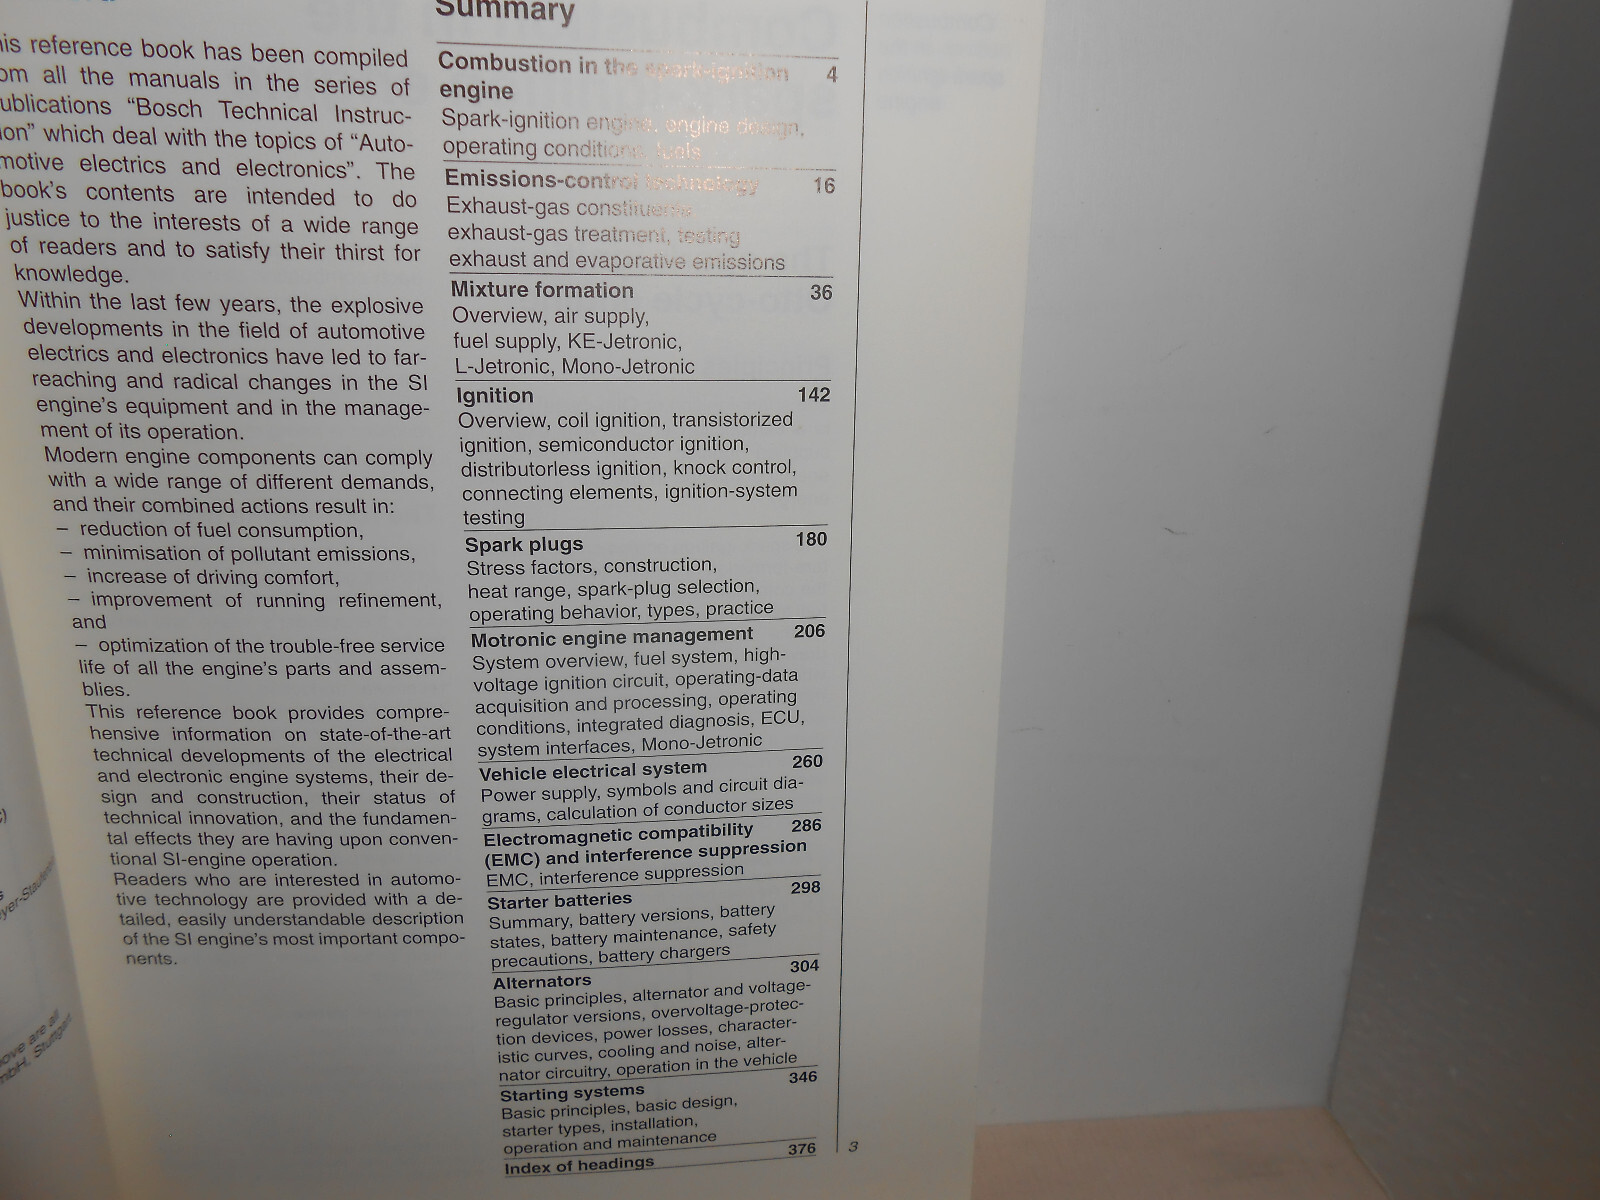 is reference book has been compiled
om all the manuals in the series of
ublications “Bosch Technical Instruc-
ion” which deal with the topics of “Auto-
motive electrics and electronics”. The
book’s contents are intended to do
justice to the interests of a wide range
of readers and to satisfy their thirst for
knowledge.
Within the last few years, the explosive
developments in the field of automotive
electrics and electronics have led to far-
reaching and radical changes in the SI
engine’s equipment and in the manage-
ment of its operation.
Modern engine components can comply
with a wide range of different demands,
and their combined actions result in:
– reduction of fuel consumption,
– minimisation of pollutant emissions,
– increase of driving comfort,
– improvement of running refinement,
and
– optimization of the trouble-free service
life of all the engine’s parts and assem-
blies.
This reference book provides compre-
hensive information on state-of-the-art
technical developments of the electrical
and electronic engine systems, their de-
sign and construction, their status of
technical innovation, and the fundamen-
tal effects they are having upon conven-
tional SI-engine operation.
Readers who are interested in automo-
tive technology are provided with a de-
tailed, easily understandable description
of the SI engine’s most important compo-
nents.
Summary
Combustion in the spark-ignition 4
engine
Spark-ignition engine, engine design,
operating conditions, fuels
Emissions-control technology 16
Exhaust-gas constituents
exhaust-gas treatment, testing
exhaust and evaporative emissions
Mixture formation 36
Overview, air supply,
fuel supply, KE-Jetronic,
L-Jetronic, Mono-Jetronic
Ignition 142
Overview, coil ignition, transistorized
ignition, semiconductor ignition,
distributorless ignition, knock control,
connecting elements, ignition-system
testing
Spark plugs 180
Stress factors, construction,
heat range, spark-plug selection,
operating behavior, types, practice
Motronic engine management 206
System overview, fuel system, high-
voltage ignition circuit, operating-data
acquisition and processing, operating
conditions, integrated diagnosis, ECU,
system interfaces, Mono-Jetronic
Vehicle electrical system 260
Power supply, symbols and circuit dia-
grams, calculation of conductor sizes
Electromagnetic compatibility 286
(EMC) and interference suppression
EMC, interference suppression
Starter batteries 298
Summary, battery versions, battery
states, battery maintenance, safety
precautions, battery chargers
Alternators 304
Basic principles, alternator and voltage-
regulator versions, overvoltage-protec-
tion devices, power losses, character-
istic curves, cooling and noise, alter-
nator circuitry, operation in the vehicle
Starting systems 346
Basic principles, basic design,
starter types, installation,
operation and maintenance
Index of headings 376
3